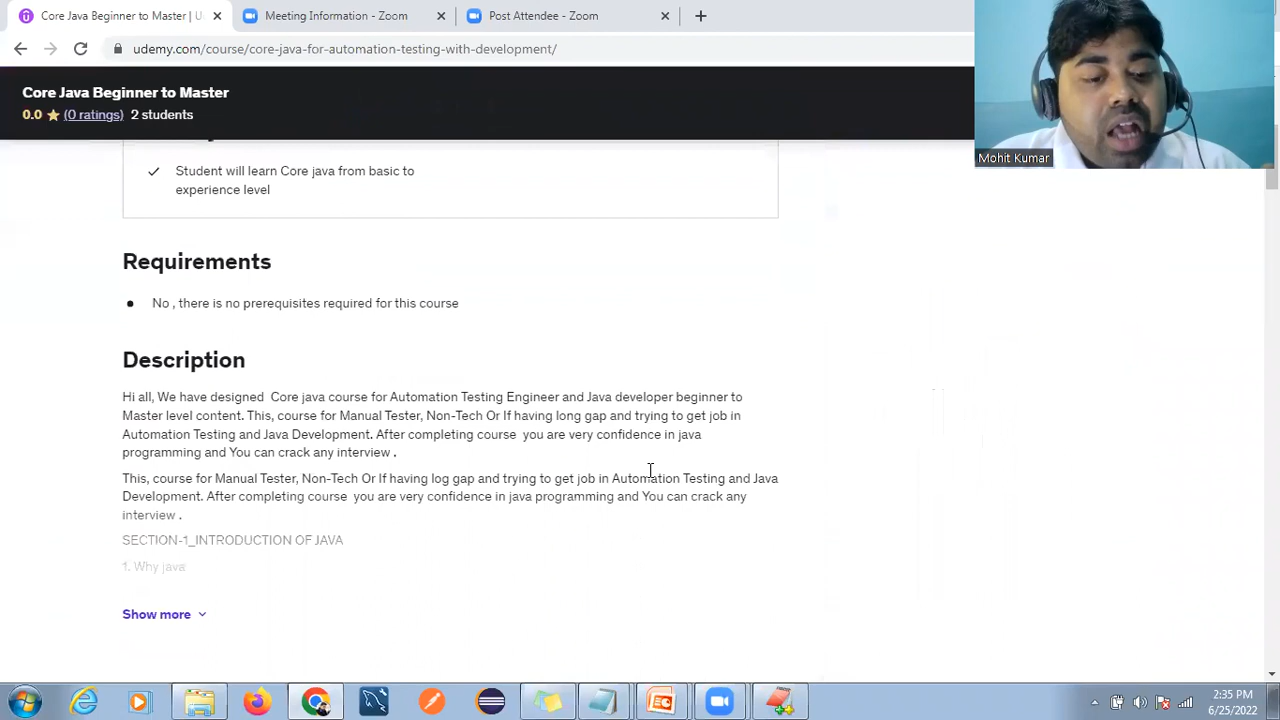 Core Java Beginner to Master | U
Meeting Information - Zoom
Post Attendee - Zoom
udemy.com/course/core-java-for-automation-testing-with-development/
Core Java Beginner to Master
0.0 ★ (0 ratings) 2 students
Mohit Kumar
Student will learn Core java from basic to
experience level
Requirements
No , there is no prerequisites required for this course
Description
Hi all, We have designed Core java course for Automation Testing Engineer and Java developer beginner to
Master level content. This, course for Manual Tester, Non-Tech Or If having long gap and trying to get job in
Automation Testing and Java Development. After completing course you are very confidence in java
programming and You can crack any interview .
This, course for Manual Tester, Non-Tech Or If having log gap and trying to get job in Automation Testing and Java
Development. After completing course you are very confidence in java programming and You can crack any
interview .
SECTION-1_INTRODUCTION OF JAVA
1. Why java
Show more
2:35 PM
6/25/2022